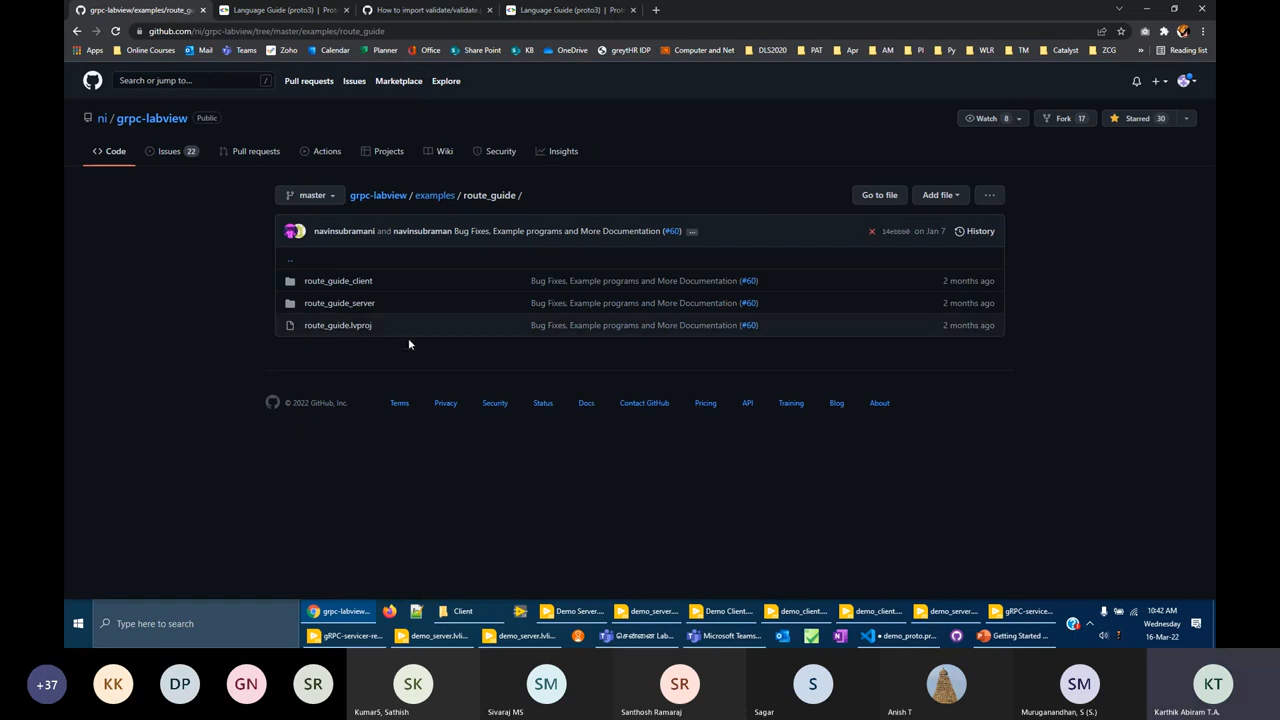 grpc-labview/examples/route_gu
Language Guide (proto3) | Prot
How to import validate/validate.p
Language Guide (proto3) | Prot
github.com/ni/grpc-labview/tree/master/examples/route_guide
Apps Online Courses Mail Teams Zoho Calendar Planner Office Share Point KB OneDrive greytHR IDP Computer and Net DLS2020 PAT Apr AM PI Py WLR TM Catalyst ZCG » Reading list
Search or jump to... /
Pull requests Issues Marketplace Explore
ni / grpc-labview Public
Watch 8 Fork 17 Starred 30
Code Issues 22 Pull requests Actions Projects Wiki Security Insights
master grpc-labview / examples / route_guide /
Go to file Add file ...
navinsubramani and navinsubraman Bug Fixes, Example programs and More Documentation (#60) ... 14ebbb0 on Jan 7 History
..
route_guide_client Bug Fixes, Example programs and More Documentation (#60) 2 months ago
route_guide_server Bug Fixes, Example programs and More Documentation (#60) 2 months ago
route_guide.lvproj Bug Fixes, Example programs and More Documentation (#60) 2 months ago
© 2022 GitHub, Inc. Terms Privacy Security Status Docs Contact GitHub Pricing API Training Blog About
Type here to search
grpc-labview... Client Demo Server... demo_server.... Demo Client.... demo_client.... demo_client.... demo_server.... gRPC-service...
gRPC-service-re... demo_server.lvli... demo_server.lvli... சென்னை Lab... Microsoft Teams... • demo_proto.pr... Getting Started ...
10:42 AM
Wednesday
16-Mar-22
+37 KK DP GN SR SK SM SR S SM KT
KumarS, Sathish Sivaraj MS Santhosh Ramaraj Sagar Anish T Muruganandhan, S (S.) Karthik Abiram T.A.